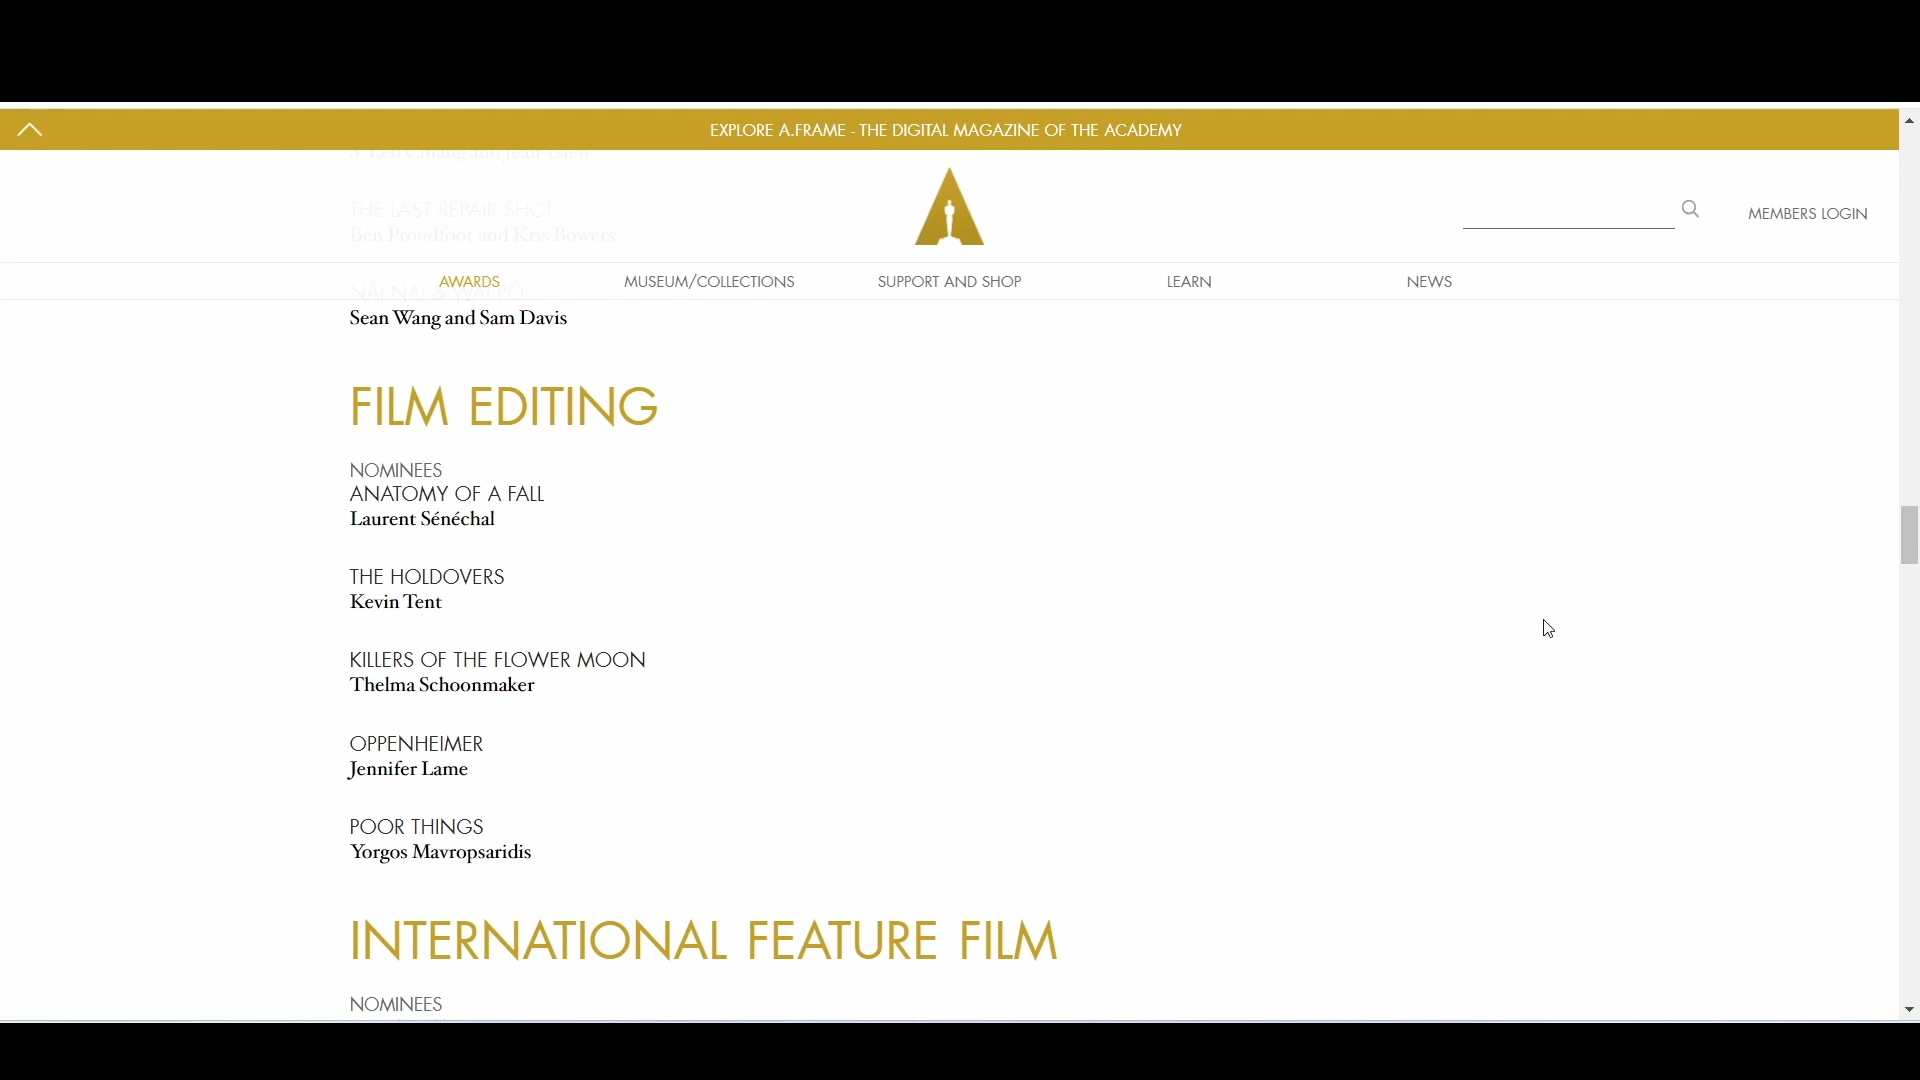 EXPLORE A.FRAME - THE DIGITAL MAGAZINE OF THE ACADEMY
THE LAST REPAIR SHOP
Ben Proudfoot and Kris Bowers
MEMBERS LOGIN
AWARDS
MUSEUM/COLLECTIONS
SUPPORT AND SHOP
LEARN
NEWS
Sean Wang and Sam Davis
FILM EDITING
NOMINEES
ANATOMY OF A FALL
Laurent Sénéchal
THE HOLDOVERS
Kevin Tent
KILLERS OF THE FLOWER MOON
Thelma Schoonmaker
OPPENHEIMER
Jennifer Lame
POOR THINGS
Yorgos Mavropsaridis
INTERNATIONAL FEATURE FILM
NOMINEES